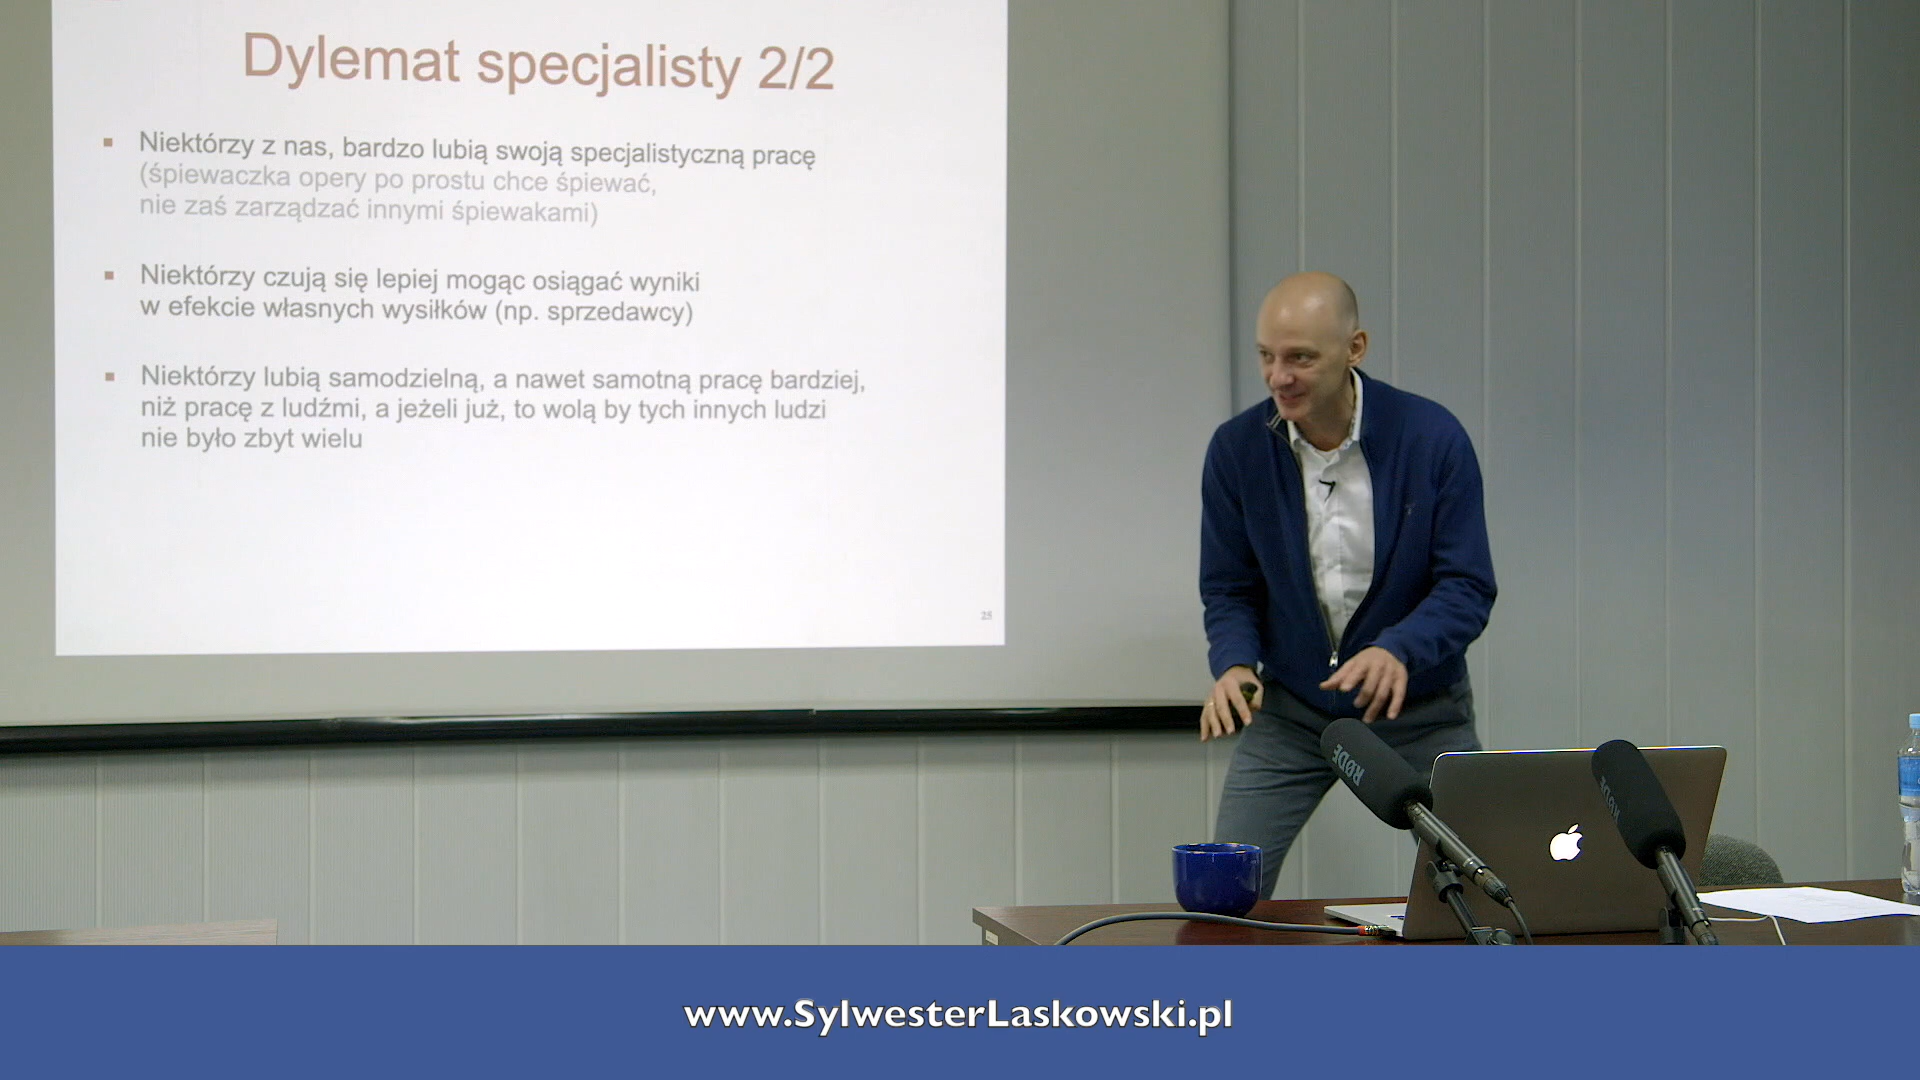 Dylemat specjalisty 2/2
Niektórzy z nas, bardzo lubią swoją specjalistyczną pracę
(śpiewaczka opery po prostu chce śpiewać,
nie zaś zarządzać innymi śpiewakami)
Niektórzy czują się lepiej mogąc osiągać wyniki
w efekcie własnych wysiłków (np. sprzedawcy)
Niektórzy lubią samodzielną, a nawet samotną pracę bardziej,
niż pracę z ludźmi, a jeżeli już, to wolą by tych innych ludzi
nie było zbyt wielu
25
RØDE
RØDE
www.SylwesterLaskowski.pl